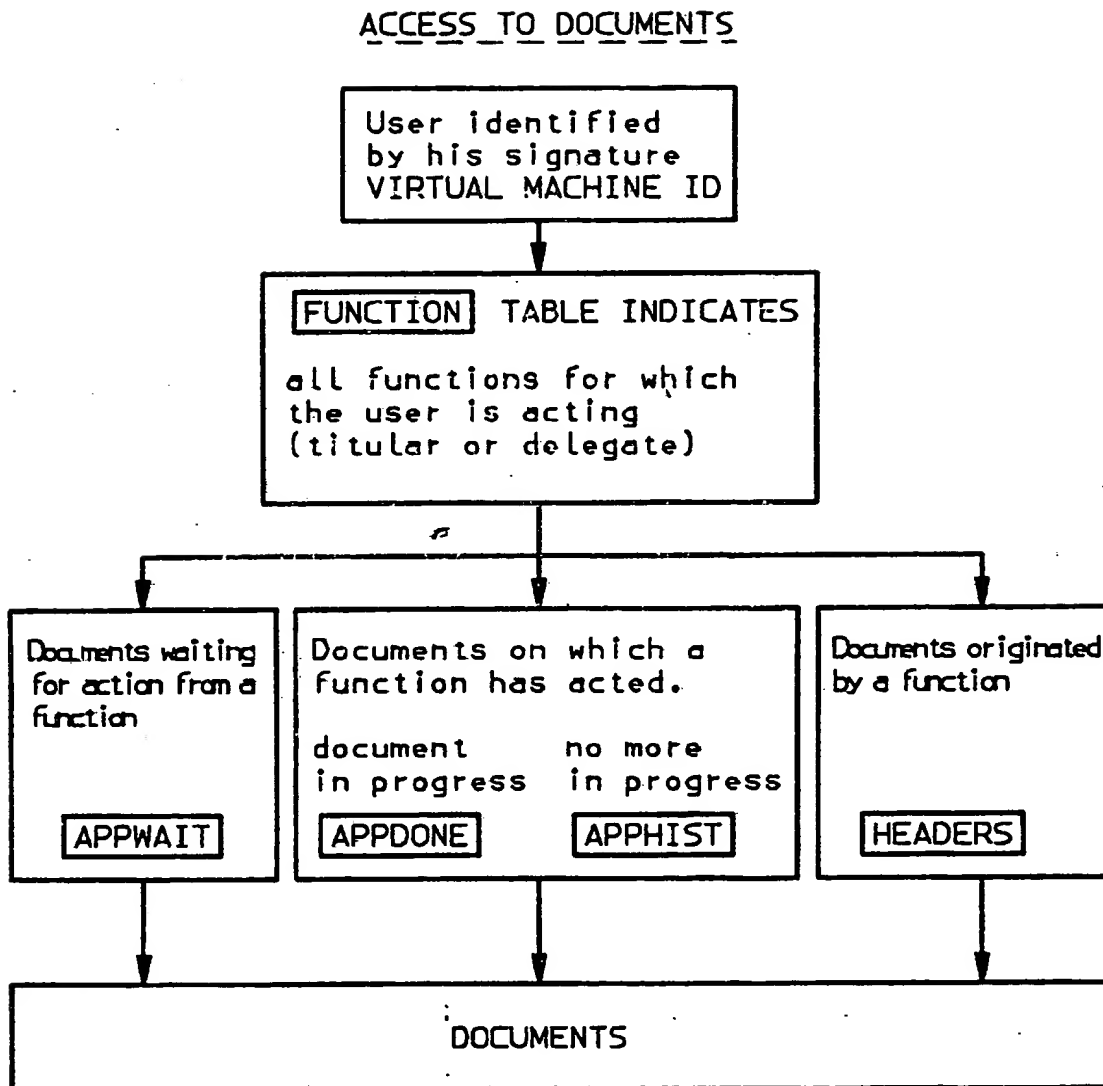 ACCESS TO DOCUMENTS
User identified
by his signature
VIRTUAL MACHINE ID
FUNCTION TABLE INDICATES
all functions for which
the user is acting
(titular or delegate)
Documents waiting
for action from a
function
APPWAIT
Documents on which a
function has acted.
document
in progress
APPDONE
no more
in progress
APPHIST
Documents originated
by a function
HEADERS
DOCUMENTS